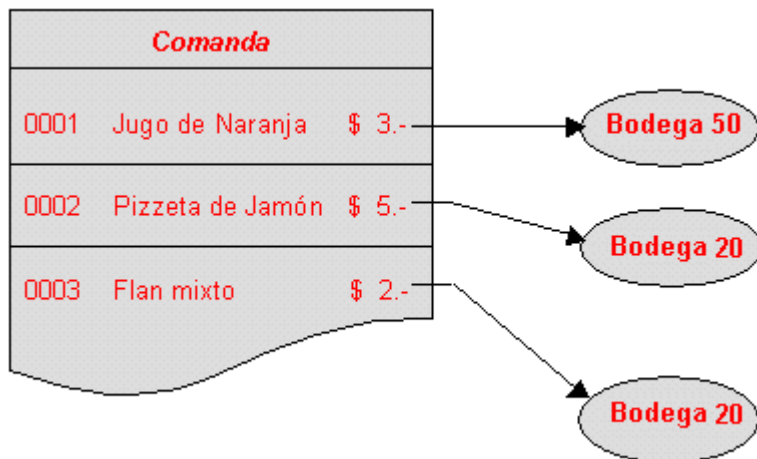 Comanda
0001 Jugo de Naranja $ 3.-
Bodega 50
0002 Pizzeta de Jamón $ 5.-
Bodega 20
0003 Flan mixto $ 2.-
Bodega 20